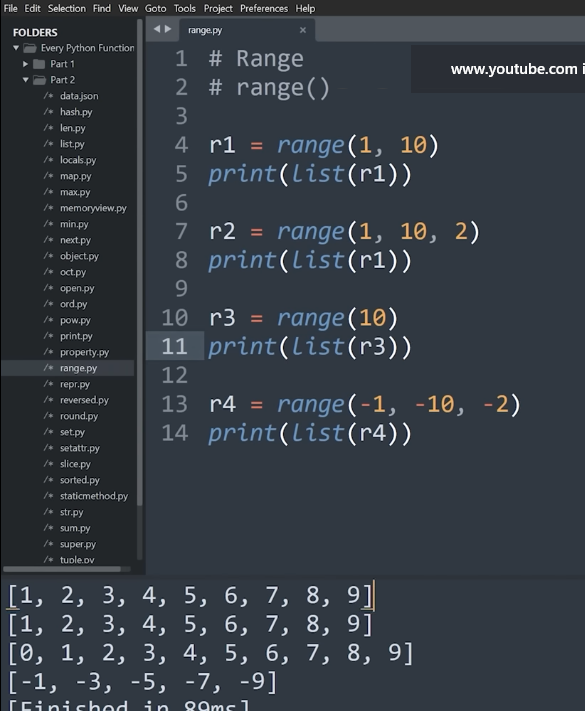 File Edit Selection Find View Goto Tools Project Preferences Help
FOLDERS
Every Python Function
Part 1
Part 2
data.json
hash.py
len.py
list.py
locals.py
map.py
max.py
memoryview.py
min.py
next.py
object.py
oct.py
open.py
ord.py
pow.py
print.py
property.py
range.py
repr.py
reversed.py
round.py
set.py
setattr.py
slice.py
sorted.py
staticmethod.py
str.py
sum.py
super.py
tuple.py
range.py ×
www.youtube.com i
1 # Range
2 # range()
3
4 r1 = range(1, 10)
5 print(list(r1))
6
7 r2 = range(1, 10, 2)
8 print(list(r1))
9
10 r3 = range(10)
11 print(list(r3))
12
13 r4 = range(-1, -10, -2)
14 print(list(r4))
[1, 2, 3, 4, 5, 6, 7, 8, 9]
[1, 2, 3, 4, 5, 6, 7, 8, 9]
[0, 1, 2, 3, 4, 5, 6, 7, 8, 9]
[-1, -3, -5, -7, -9]
[Finished in 89ms]